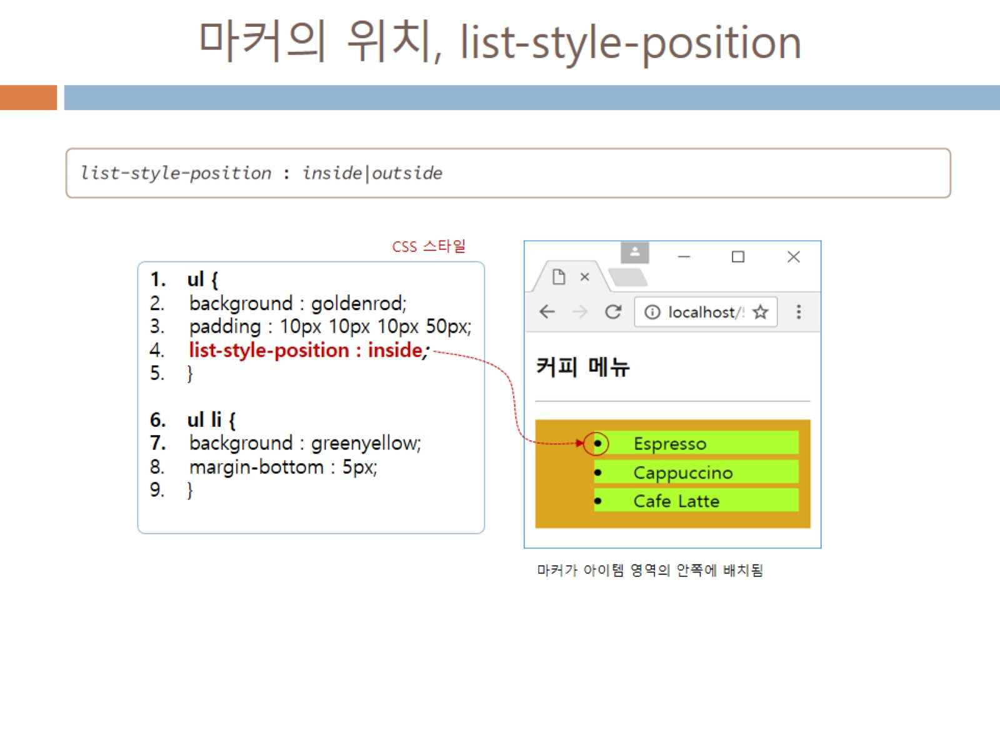 마커의 위치, list-style-position
list-style-position : inside|outside
CSS 스타일
1. ul {
2. background : goldenrod;
3. padding : 10px 10px 10px 50px;
4. list-style-position : inside;
5. }
6. ul li {
7. background : greenyellow;
8. margin-bottom : 5px;
9. }
localhost/
커피 메뉴
• Espresso
• Cappuccino
• Cafe Latte
마커가 아이템 영역의 안쪽에 배치됨